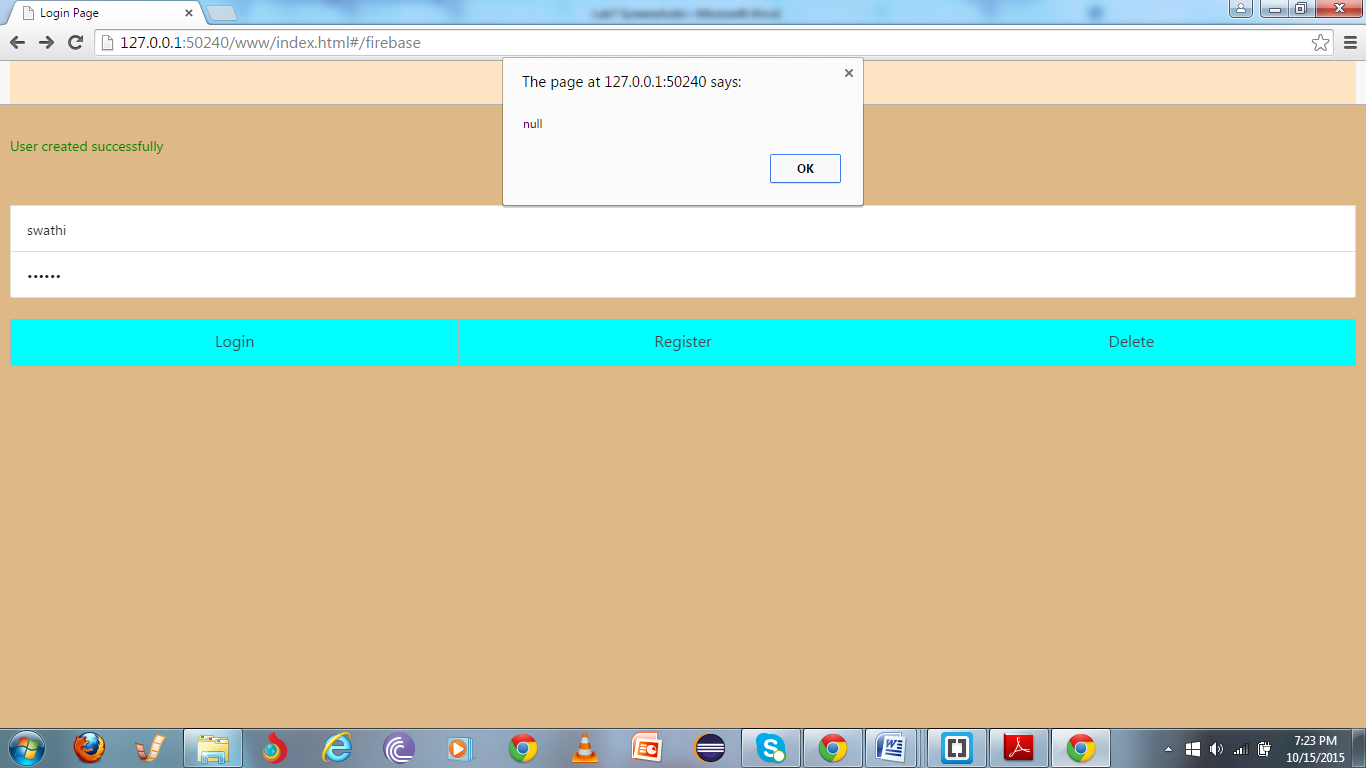 Login Page
127.0.0.1:50240/www/index.html#/firebase
The page at 127.0.0.1:50240 says:
null
OK
User created successfully
swathi
••••••
Login Register Delete
7:23 PM
10/15/2015